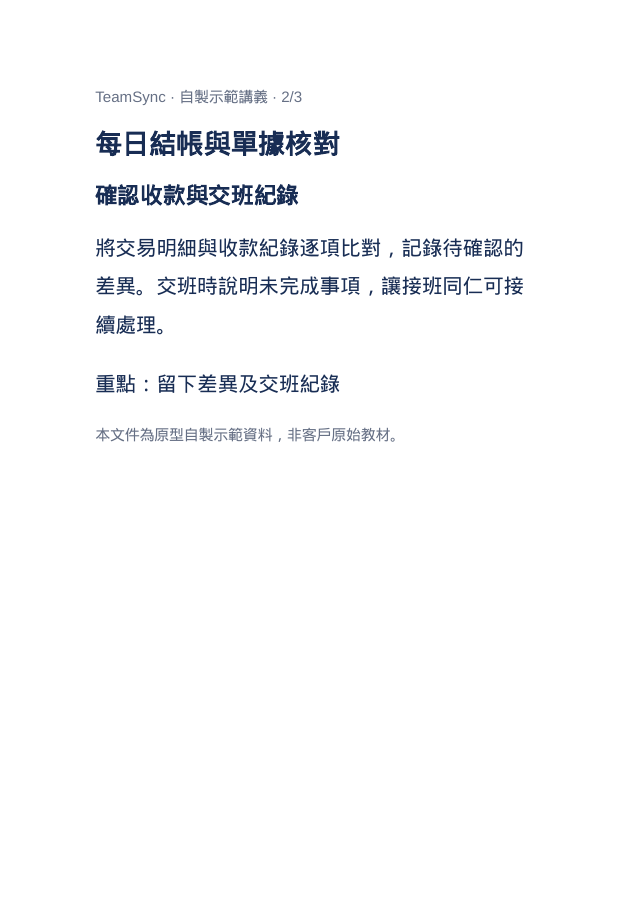 TeamSync · 自製示範講義 · 2/3
每日結帳與單據核對
確認收款與交班紀錄
將交易明細與收款紀錄逐項比對，記錄待確認的
差異。交班時說明未完成事項，讓接班同仁可接
續處理。
重點：留下差異及交班紀錄
本文件為原型自製示範資料，非客戶原始教材。